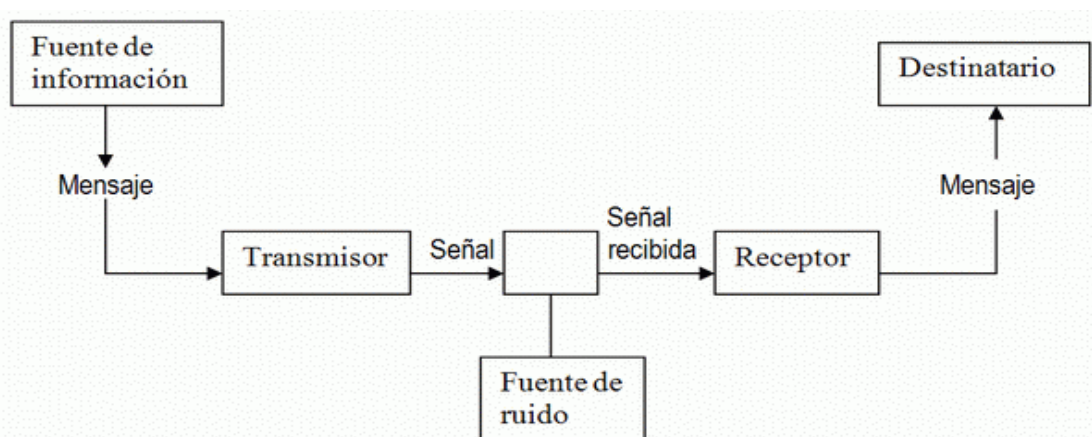 Fuente de
información
Destinatario
Mensaje
Mensaje
Señal
recibida
Transmisor
Señal
Receptor
Fuente de
ruido